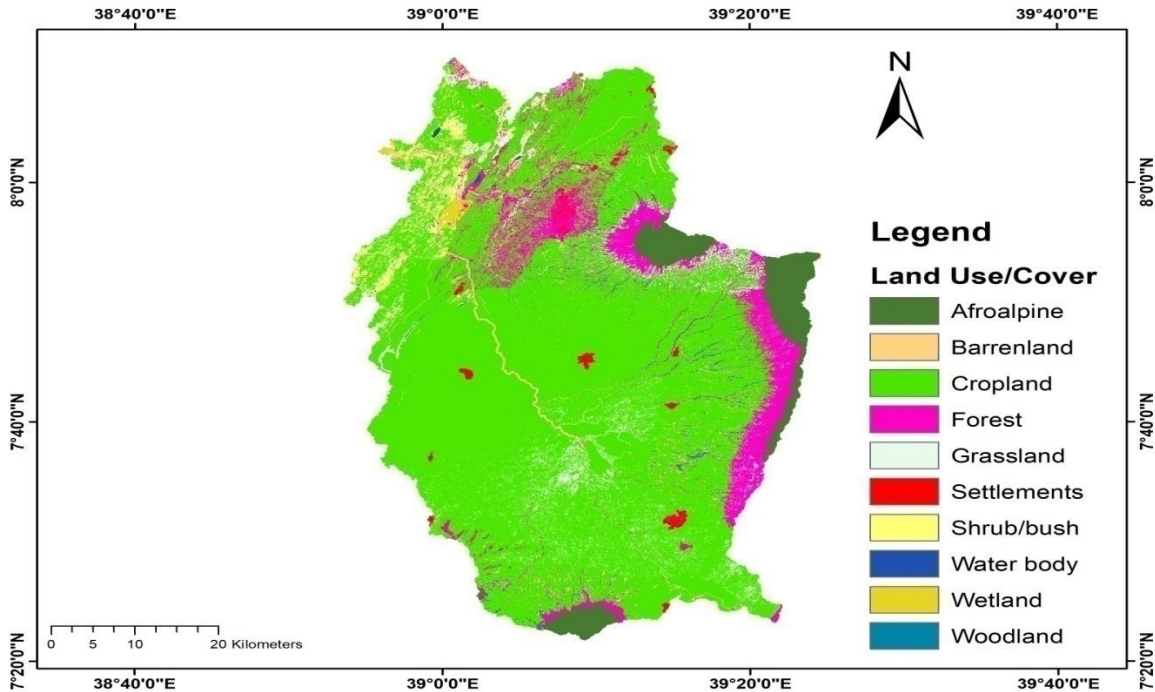 38°40'0"E 39°0'0"E 39°20'0"E 39°40'0"E
N
8°0'0"N 8°0'0"N
Legend
Land Use/Cover
Afroalpine
Barrenland
Cropland
Forest
Grassland
Settlements
Shrub/bush
Water body
Wetland
Woodland
7°40'0"N 7°40'0"N
0 5 10 20 Kilometers
7°20'0"N 7°20'0"N
38°40'0"E 39°0'0"E 39°20'0"E 39°40'0"E